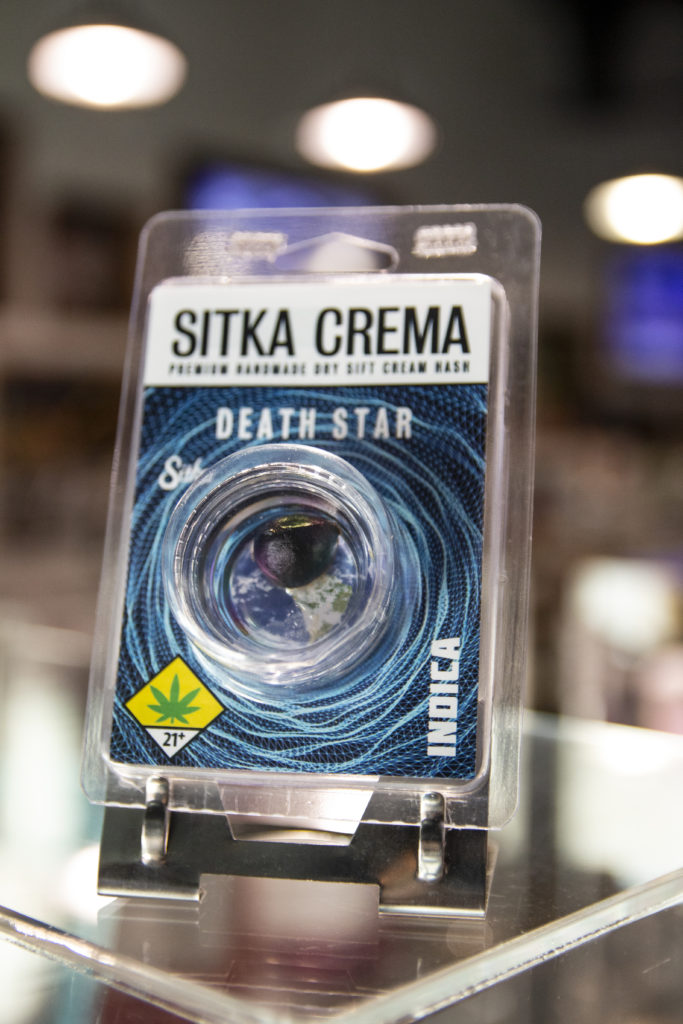 SITKA CREMA
PREMIUM HANDMADE DRY SIFT CREAM HASH
DEATH STAR
INDICA
21+